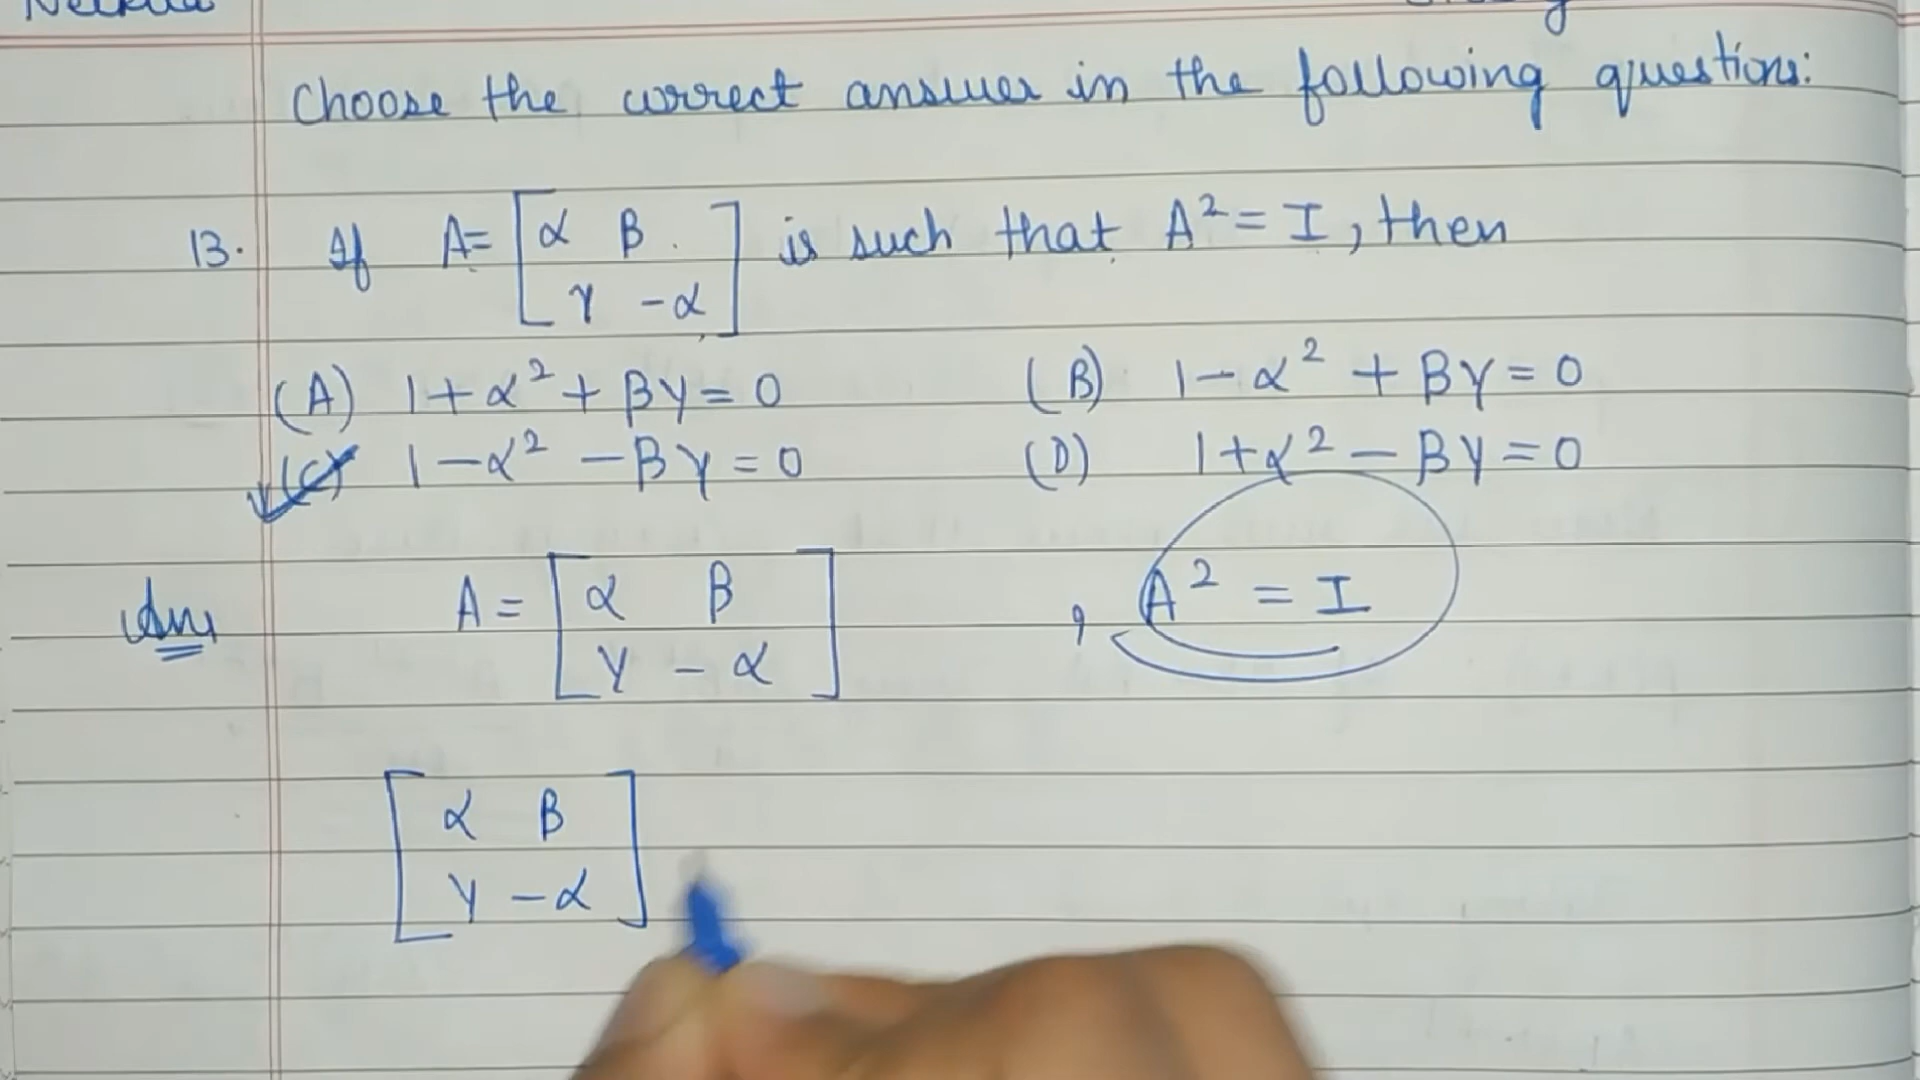 Choose the correct answer in the following questions:
13. If A = [α β is such that A² = I, then
γ -α]
(A) 1+α² + βγ = 0 (B) 1-α² + βγ = 0
(C) 1-α² - βγ = 0 (D) 1+α² - βγ = 0
Ans A = [α β , A² = I
γ -α]
[α β
γ -α]